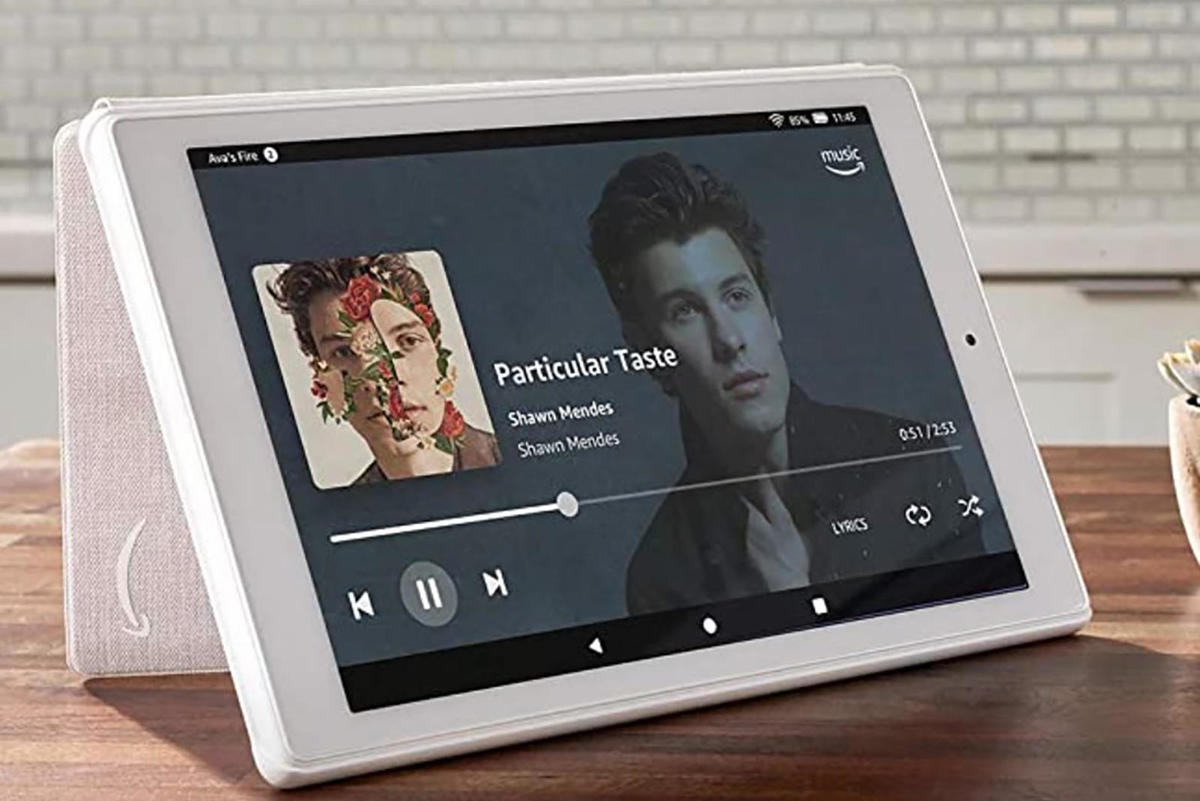 Ava's Fire 2
85% 11:45
music
Particular Taste
Shawn Mendes
Shawn Mendes
0:51 / 2:53
LYRICS